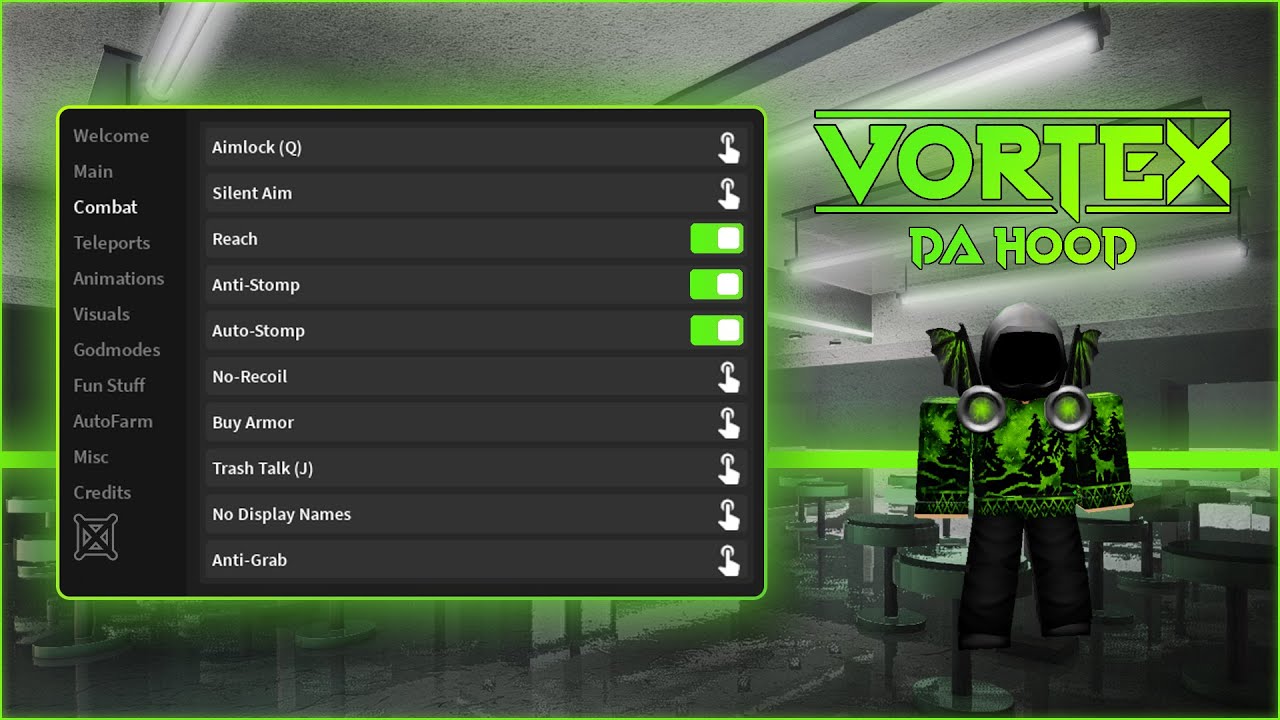 Welcome
Main
Combat
Teleports
Animations
Visuals
Godmodes
Fun Stuff
AutoFarm
Misc
Credits
Aimlock (Q)
Silent Aim
Reach
Anti-Stomp
Auto-Stomp
No-Recoil
Buy Armor
Trash Talk (J)
No Display Names
Anti-Grab
VORTEX
DA HOOD